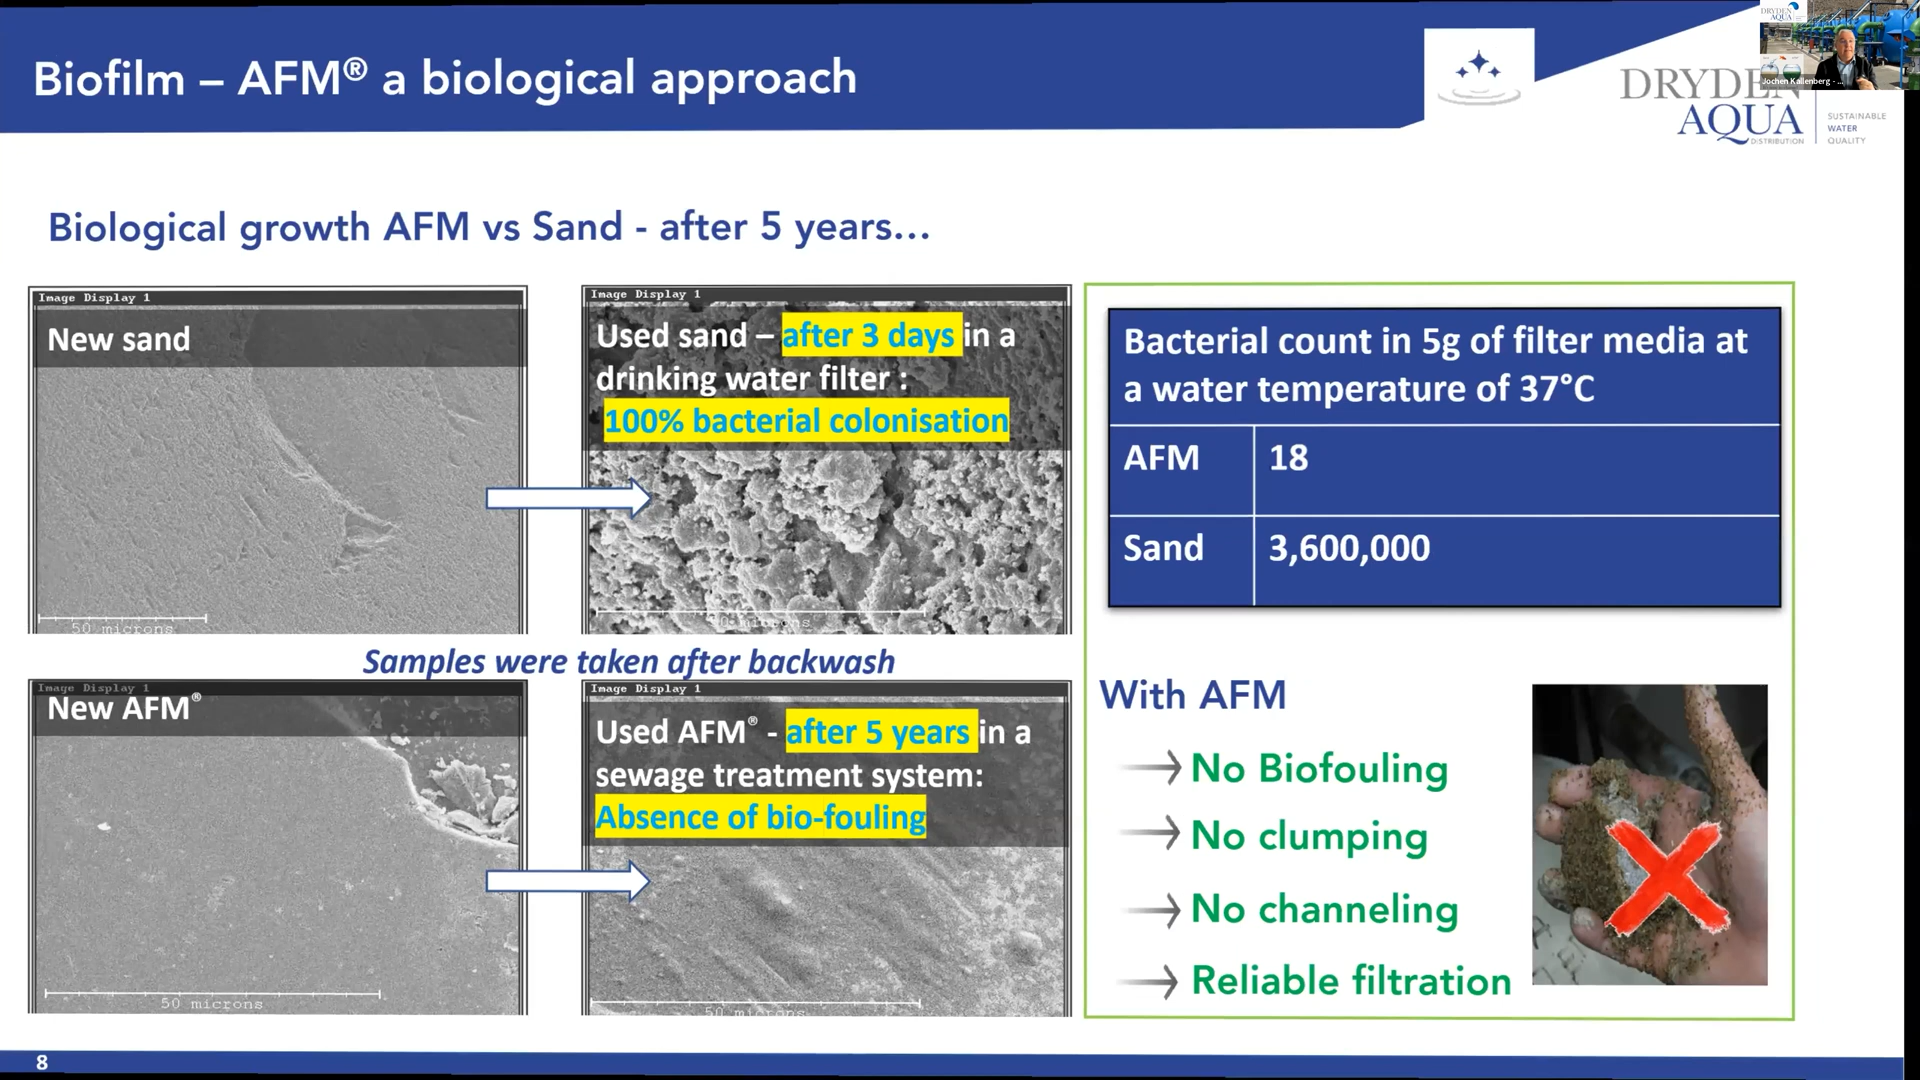 Biofilm – AFM® a biological approach
DRYDEN
AQUA
DISTRIBUTION
SUSTAINABLE
WATER
QUALITY
DRYDEN
AQUA
Jochen Kallenberg - ...
Biological growth AFM vs Sand - after 5 years...
Image Display 1
New sand
50 microns
Image Display 1
Used sand – after 3 days in a
drinking water filter :
100% bacterial colonisation
microns
Samples were taken after backwash
Image Display 1
New AFM®
50 microns
Image Display 1
Used AFM® - after 5 years in a
sewage treatment system:
Absence of bio-fouling
50 microns
Bacterial count in 5g of filter media at
a water temperature of 37°C
AFM 18
Sand 3,600,000
With AFM
No Biofouling
No clumping
No channeling
Reliable filtration
8